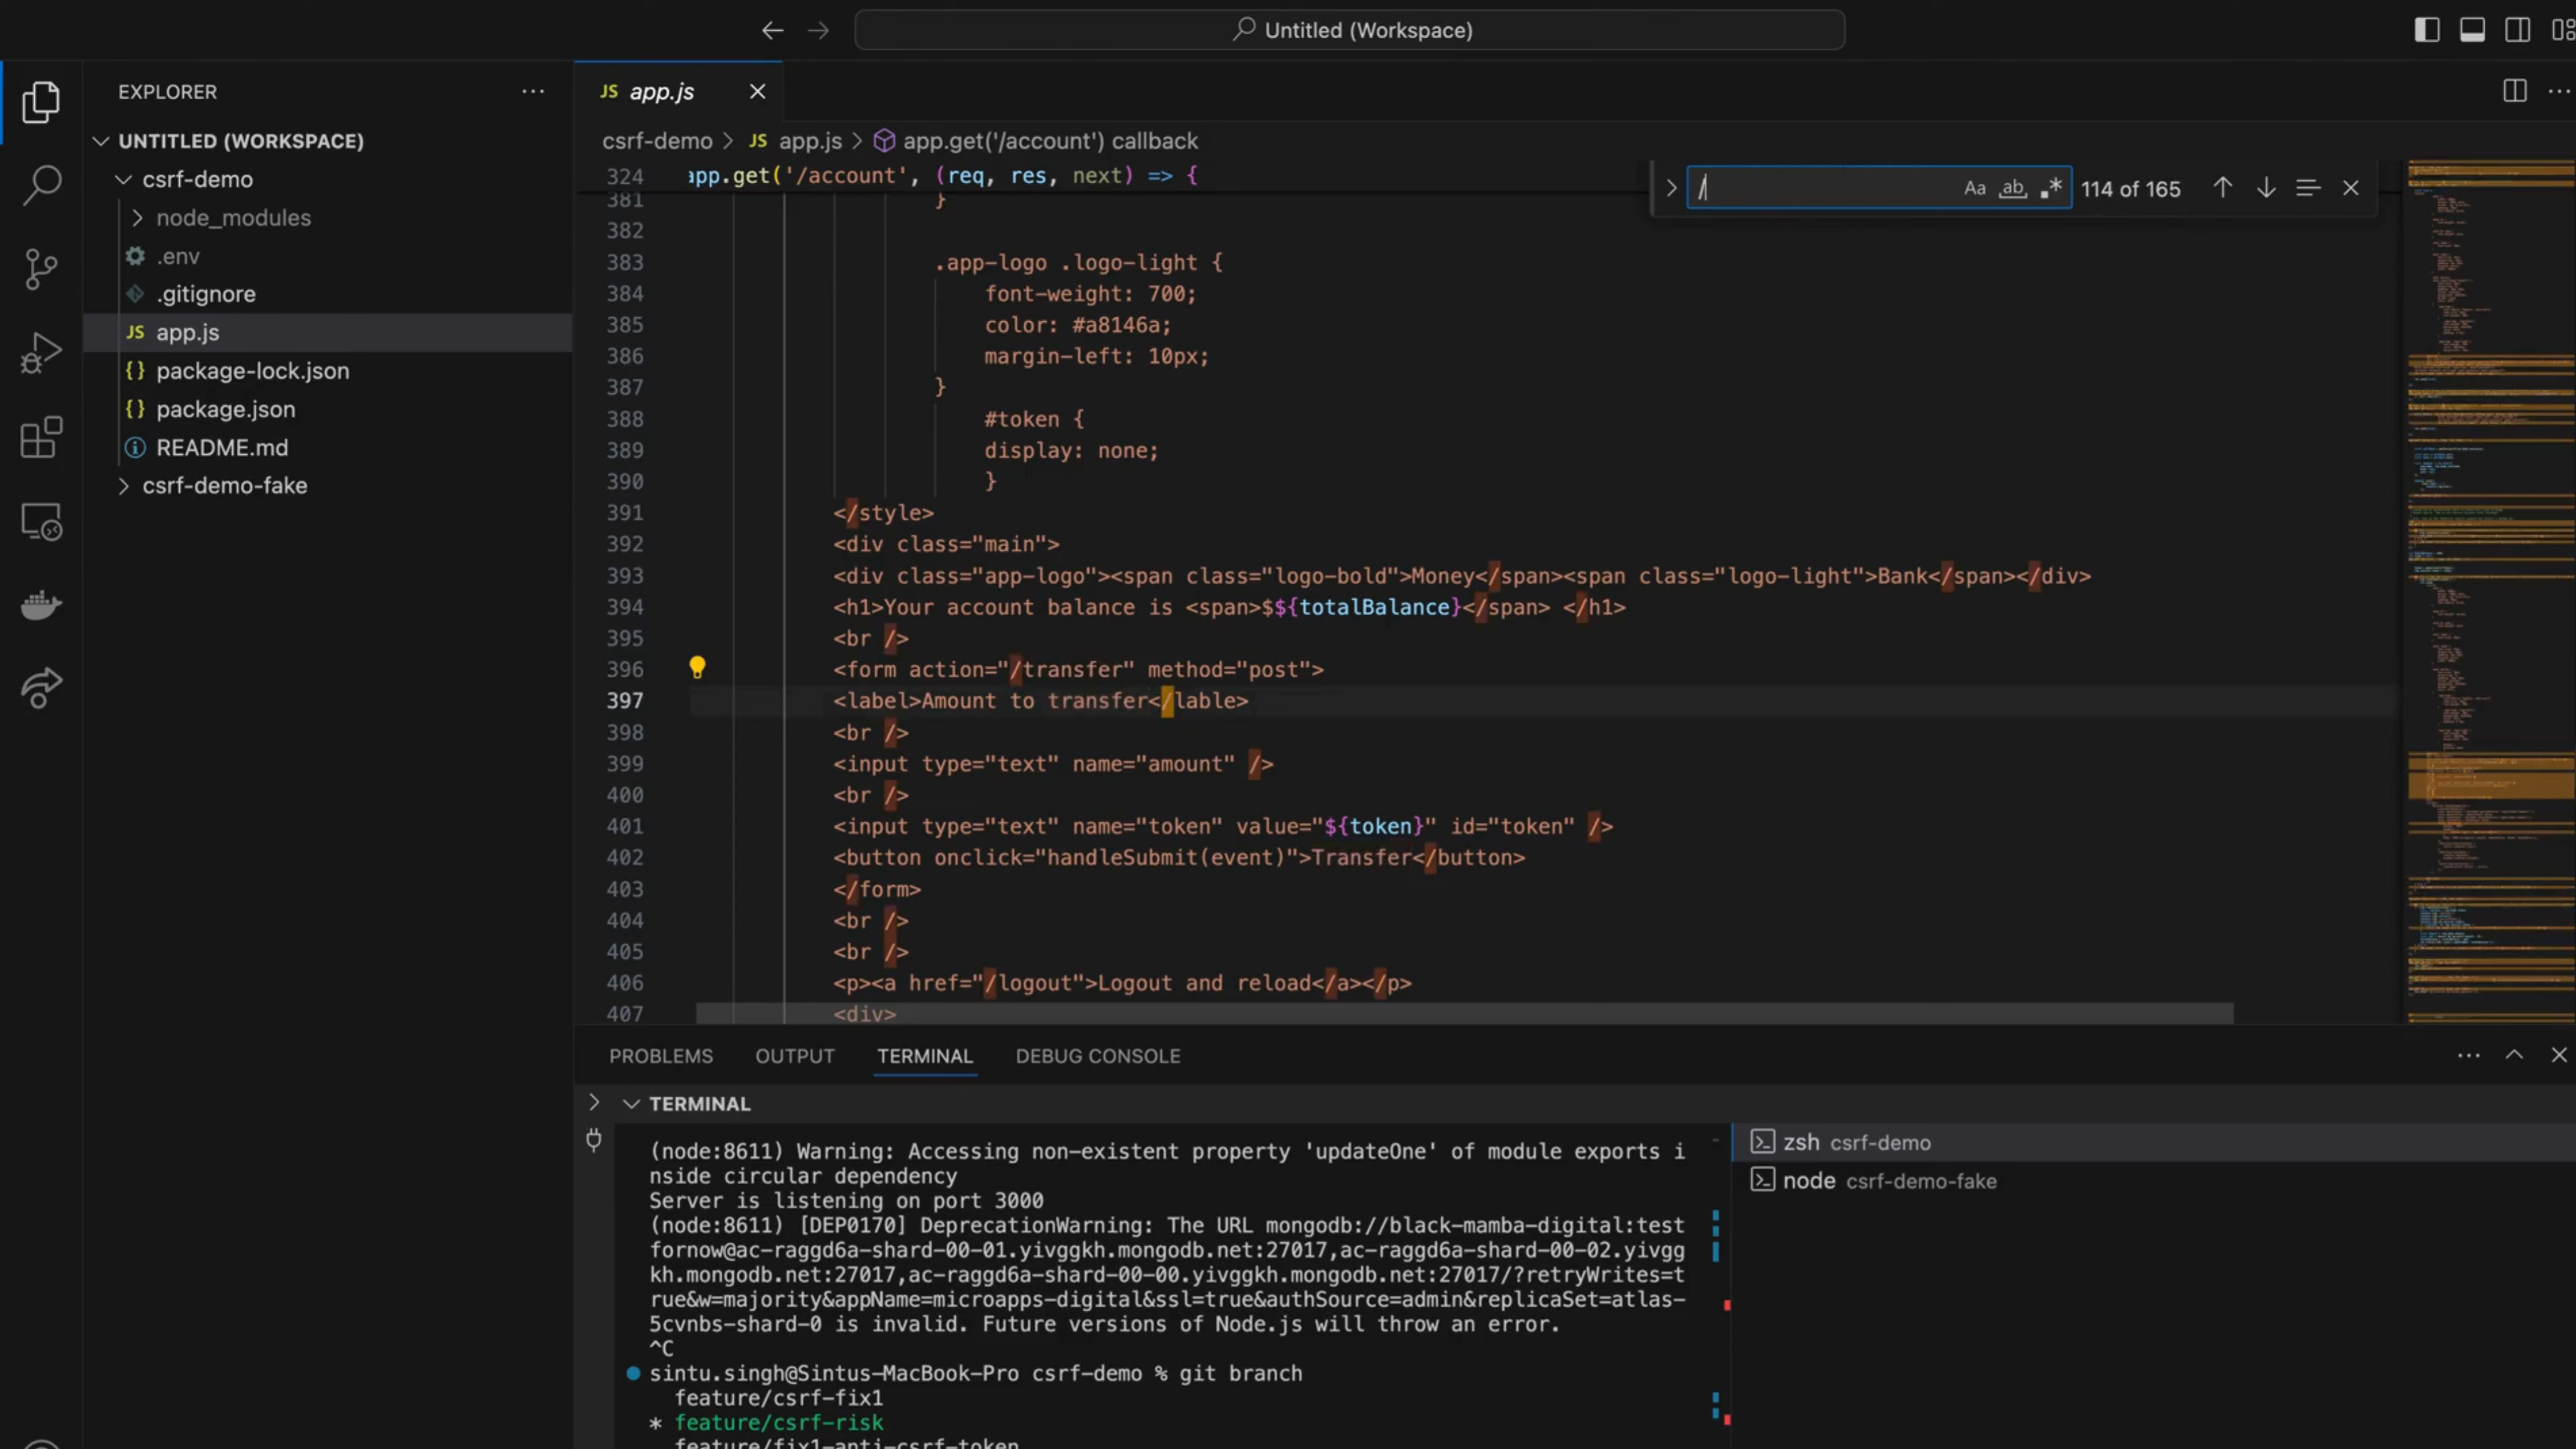 Untitled (Workspace)
EXPLORER
UNTITLED (WORKSPACE)
csrf-demo
node_modules
.env
.gitignore
JS app.js
{} package-lock.json
{} package.json
README.md
csrf-demo-fake
JS app.js
csrf-demo > JS app.js > app.get('/account') callback
/ Aa ab .* 114 of 165
324 app.get('/account', (req, res, next) => {
381 }
382
383 .app-logo .logo-light {
384 font-weight: 700;
385 color: #a8146a;
386 margin-left: 10px;
387 }
388 #token {
389 display: none;
390 }
391 </style>
392 <div class="main">
393 <div class="app-logo"><span class="logo-bold">Money</span><span class="logo-light">Bank</span></div>
394 <h1>Your account balance is <span>$${totalBalance}</span> </h1>
395 <br />
396 <form action="/transfer" method="post">
397 <label>Amount to transfer</lable>
398 <br />
399 <input type="text" name="amount" />
400 <br />
401 <input type="text" name="token" value="${token}" id="token" />
402 <button onclick="handleSubmit(event)">Transfer</button>
403 </form>
404 <br />
405 <br />
406 <p><a href="/logout">Logout and reload</a></p>
407 <div>
PROBLEMS OUTPUT TERMINAL DEBUG CONSOLE
TERMINAL
(node:8611) Warning: Accessing non-existent property 'updateOne' of module exports i
nside circular dependency
Server is listening on port 3000
(node:8611) [DEP0170] DeprecationWarning: The URL mongodb://black-mamba-digital:test
fornow@ac-raggd6a-shard-00-01.yivggkh.mongodb.net:27017,ac-raggd6a-shard-00-02.yivgg
kh.mongodb.net:27017,ac-raggd6a-shard-00-00.yivggkh.mongodb.net:27017/?retryWrites=t
rue&w=majority&appName=microapps-digital&ssl=true&authSource=admin&replicaSet=atlas-
5cvnbs-shard-0 is invalid. Future versions of Node.js will throw an error.
^C
sintu.singh@Sintus-MacBook-Pro csrf-demo % git branch
feature/csrf-fix1
* feature/csrf-risk
feature/fix1-anti-csrf-token
zsh csrf-demo
node csrf-demo-fake